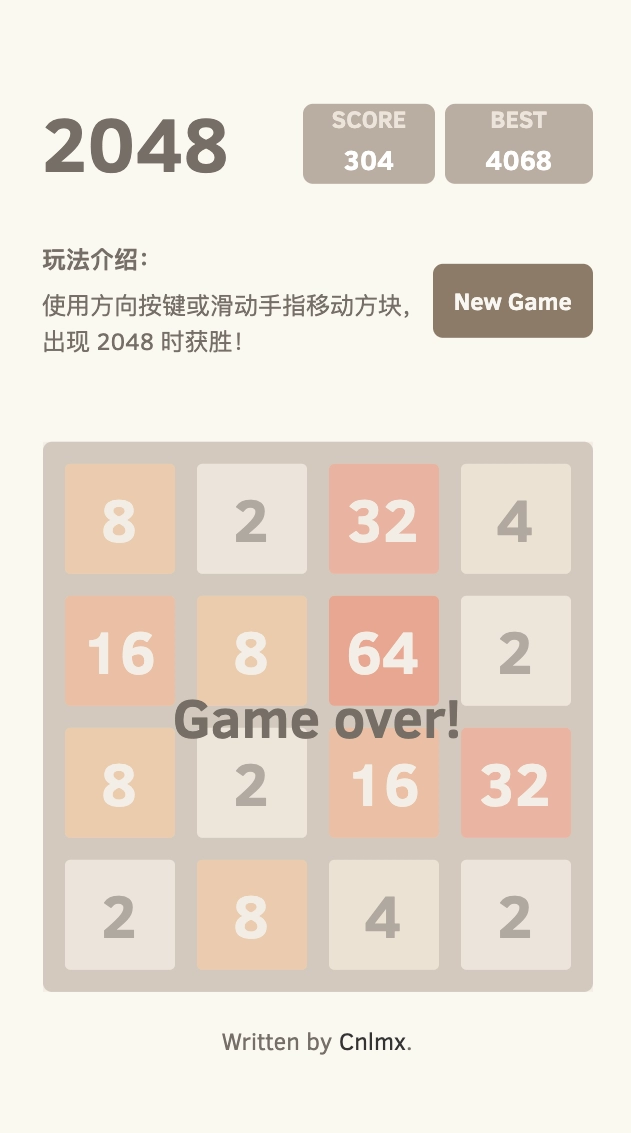 2048
SCORE
304
BEST
4068
玩法介绍：
使用方向按键或滑动手指移动方块，
出现 2048 时获胜！
New Game
8 2 32 4
16 8 64 2
Game over!
8 2 16 32
2 8 4 2
Written by Cnlmx.